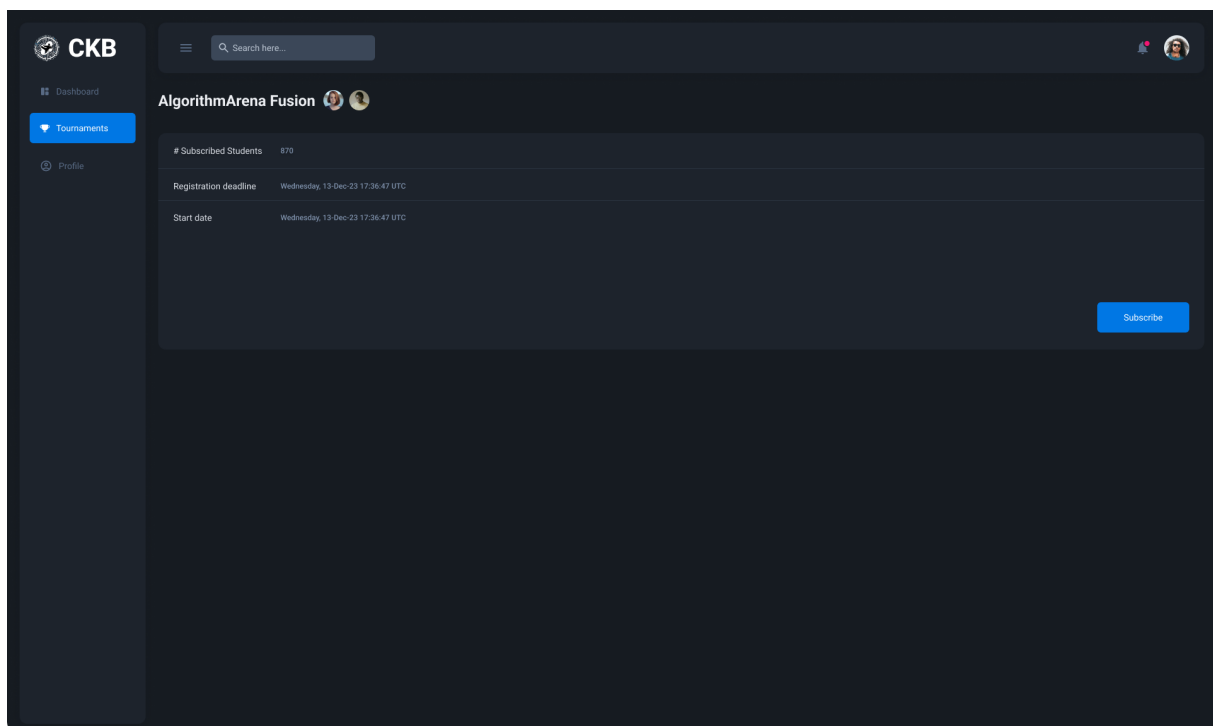 CKB
Search here...
Dashboard
Tournaments
Profile
AlgorithmArena Fusion
# Subscribed Students 870
Registration deadline Wednesday, 13-Dec-23 17:36:47 UTC
Start date Wednesday, 13-Dec-23 17:36:47 UTC
Subscribe